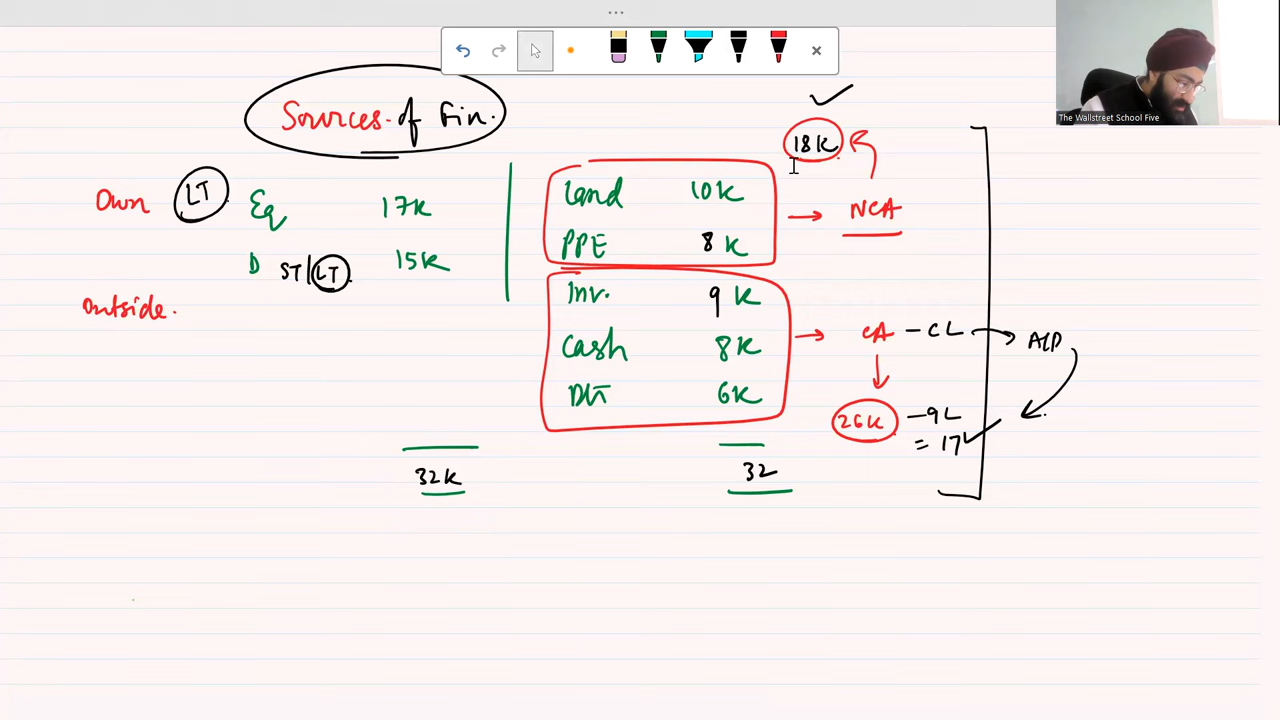 Sources of Fin.
Own LT Eq 17K
D ST/LT 15K
outside.
32K
Land 10K
PPE 8K
Inv. 9K
Cash 8K
6K
32
18K
NCA
CA - CL → A/P
26K - 9L
= 17
The Wallstreet School Five